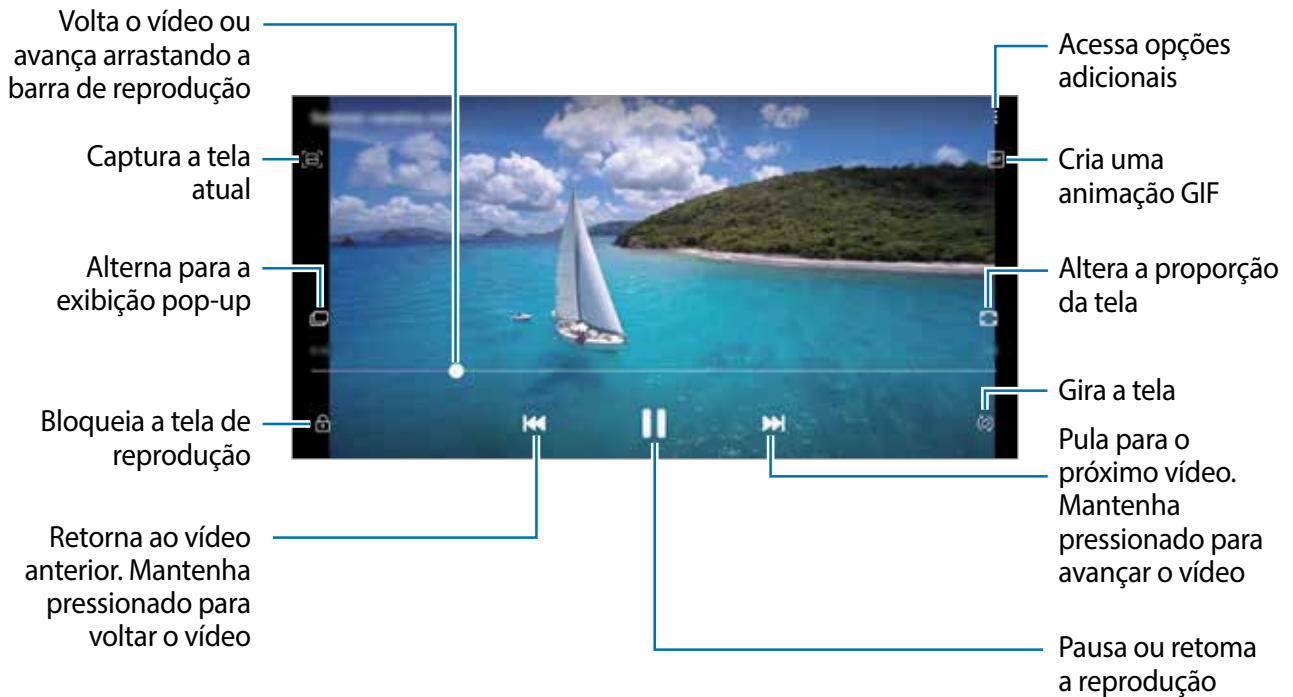 Volta o vídeo ou
avança arrastando a
barra de reprodução
Captura a tela
atual
Alterna para a
exibição pop-up
Bloqueia a tela de
reprodução
Retorna ao vídeo
anterior. Mantenha
pressionado para
voltar o vídeo
Acessa opções
adicionais
Cria uma
animação GIF
Altera a proporção
da tela
Gira a tela
Pula para o
próximo vídeo.
Mantenha
pressionado para
avançar o vídeo
Pausa ou retoma
a reprodução